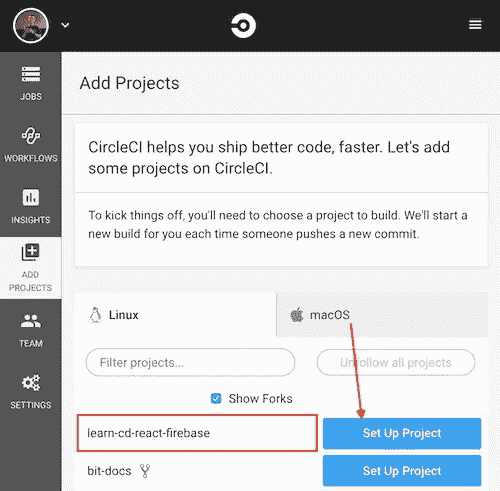 Add Projects
JOBS
WORKFLOWS
INSIGHTS
ADD
PROJECTS
TEAM
SETTINGS
CircleCI helps you ship better code, faster. Let's add
some projects on CircleCI.
To kick things off, you'll need to choose a project to build. We'll start a
new build for you each time someone pushes a new commit.
Linux
macOS
Filter projects...
Unfollow all projects
Show Forks
learn-cd-react-firebase
Set Up Project
bit-docs
Set Up Project